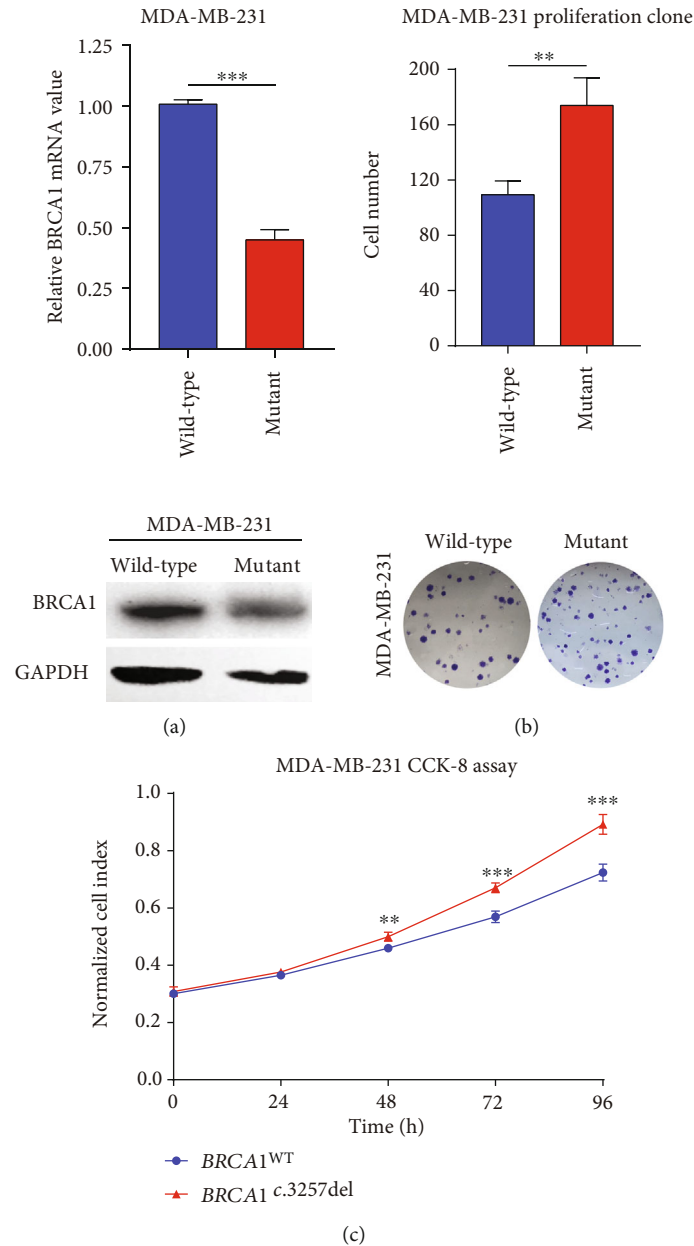 MDA-MB-231
Relative BRCA1 mRNA value
1.25
1.00
0.75
0.50
0.25
0.00
***
Wild-type
Mutant
MDA-MB-231 proliferation clone
Cell number
200
160
120
80
40
0
**
Wild-type
Mutant
MDA-MB-231
Wild-type Mutant
BRCA1
GAPDH
(a)
Wild-type Mutant
MDA-MB-231
(b)
MDA-MB-231 CCK-8 assay
Normalized cell index
1.0
0.8
0.6
0.4
0.2
0.0
**
***
***
0 24 48 72 96
Time (h)
BRCA1WT
BRCA1 c.3257del
(c)